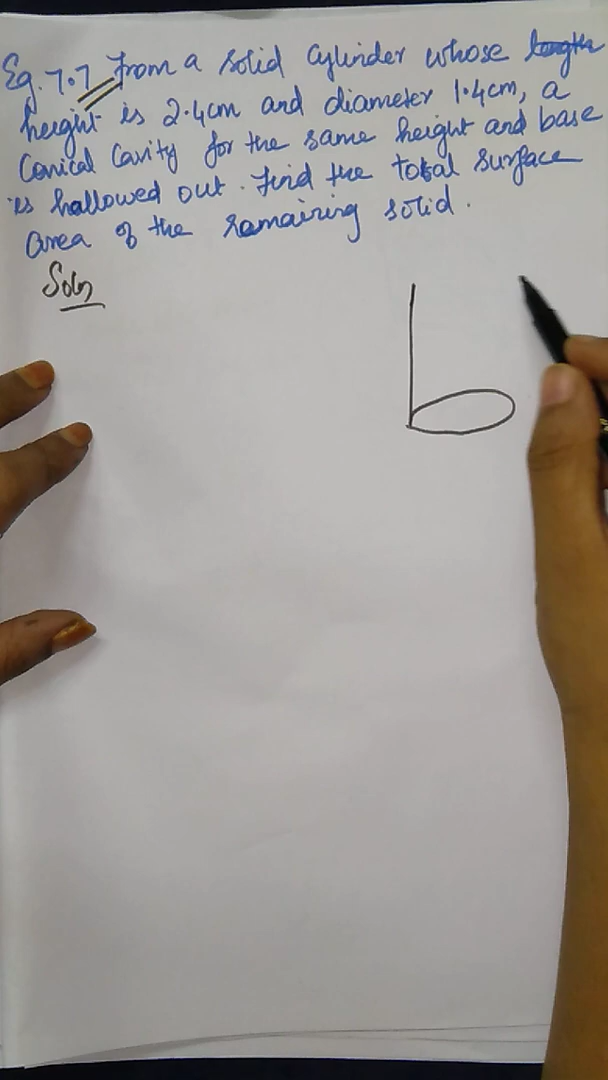 Eg. 7.7 From a solid cylinder whose length
height is 2.4cm and diameter 1.4cm, a
Conical Cavity for the same height and base
is hallowed out. Find the total surface
area of the remaining solid.
Soln